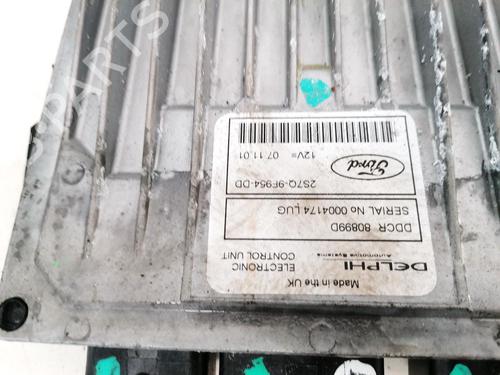 DELPHI
Automotive Systems
Made in the UK
ELECTRONIC
CONTROL UNIT
DDCR 80899D
SERIAL No 0004174 LUG
2S7Q-9F954-DD
12V= 07.11.01
Ford
PARTS